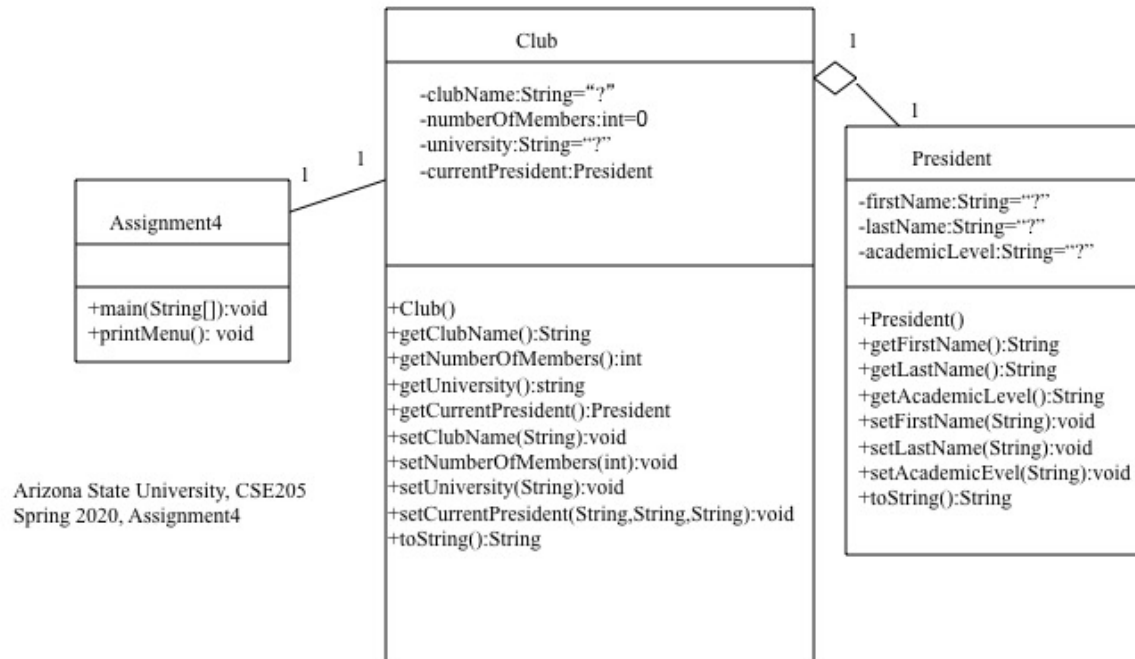 Club
1
-clubName:String="?"
-numberOfMembers:int=0
-university:String="?"
-currentPresident:President
1
1
1
President
-firstName:String="?"
-lastName:String="?"
-academicLevel:String="?"
Assignment4
+main(String[]):void
+printMenu(): void
+Club()
+getClubName():String
+getNumberOfMembers():int
+getUniversity():string
+getCurrentPresident():President
+setClubName(String):void
+setNumberOfMembers(int):void
+setUniversity(String):void
+setCurrentPresident(String,String,String):void
+toString():String
+President()
+getFirstName():String
+getLastName():String
+getAcademicLevel():String
+setFirstName(String):void
+setLastName(String):void
+setAcademicEvel(String):void
+toString():String
Arizona State University, CSE205
Spring 2020, Assignment4